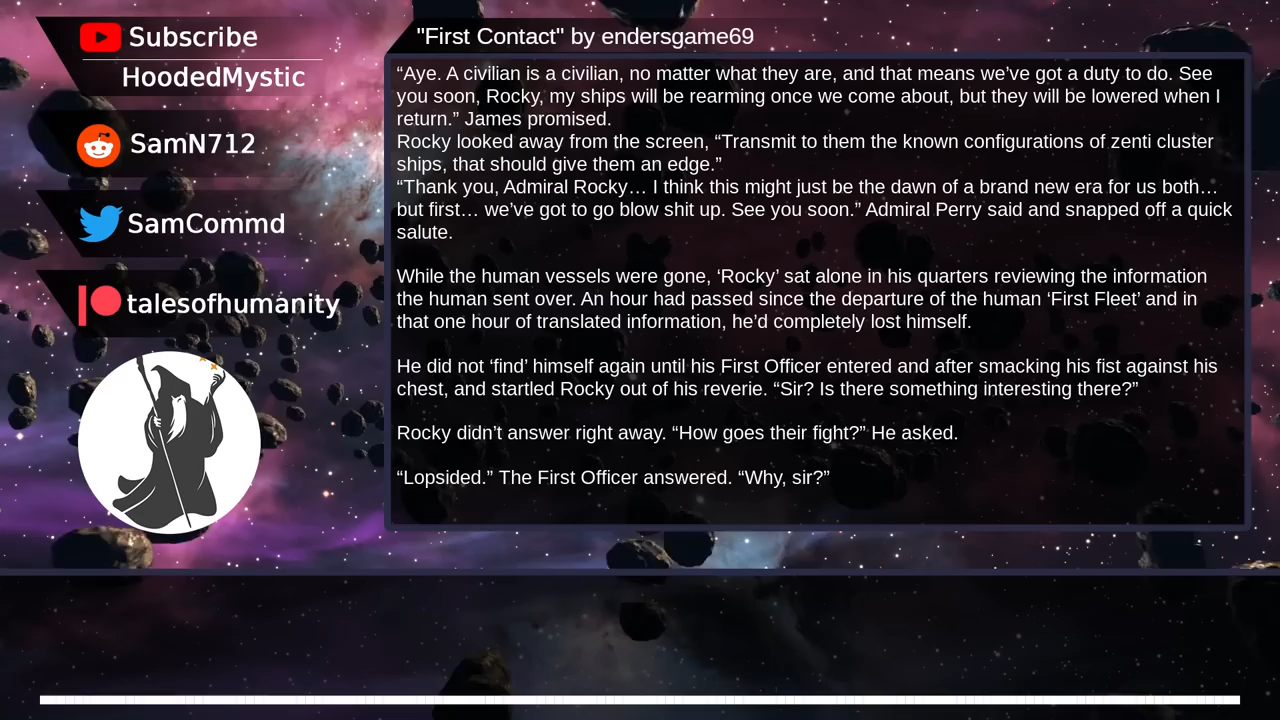 Subscribe
HoodedMystic
SamN712
SamCommd
talesofhumanity
"First Contact" by endersgame69
“Aye. A civilian is a civilian, no matter what they are, and that means we’ve got a duty to do. See
you soon, Rocky, my ships will be rearming once we come about, but they will be lowered when I
return.” James promised.
Rocky looked away from the screen, “Transmit to them the known configurations of zenti cluster
ships, that should give them an edge.”
“Thank you, Admiral Rocky… I think this might just be the dawn of a brand new era for us both…
but first… we’ve got to go blow shit up. See you soon.” Admiral Perry said and snapped off a quick
salute.
While the human vessels were gone, ‘Rocky’ sat alone in his quarters reviewing the information
the human sent over. An hour had passed since the departure of the human ‘First Fleet’ and in
that one hour of translated information, he’d completely lost himself.
He did not ‘find’ himself again until his First Officer entered and after smacking his fist against his
chest, and startled Rocky out of his reverie. “Sir? Is there something interesting there?”
Rocky didn’t answer right away. “How goes their fight?” He asked.
“Lopsided.” The First Officer answered. “Why, sir?”